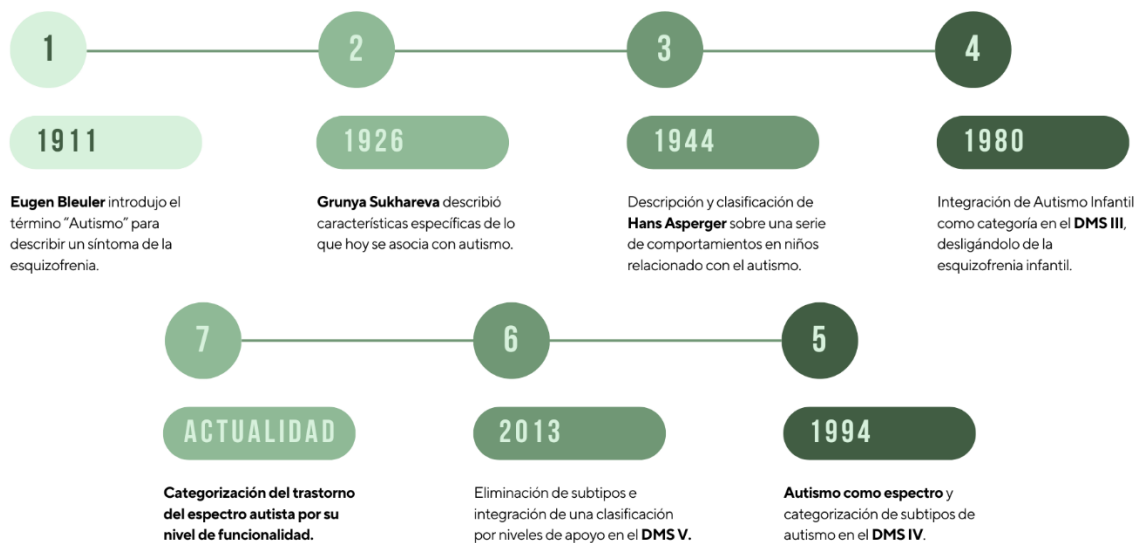 1
1911
Eugen Bleuler introdujo el
término "Autismo" para
describir un síntoma de la
esquizofrenia.
2
1926
Grunya Sukhareva describió
características específicas de lo
que hoy se asocia con autismo.
3
1944
Descripción y clasificación de
Hans Asperger sobre una serie
de comportamientos en niños
relacionado con el autismo.
4
1980
Integración de Autismo Infantil
como categoría en el DMS III,
desligándolo de la
esquizofrenia infantil.
7
ACTUALIDAD
Categorización del trastorno
del espectro autista por su
nivel de funcionalidad.
6
2013
Eliminación de subtipos e
integración de una clasificación
por niveles de apoyo en el DMS V.
5
1994
Autismo como espectro y
categorización de subtipos de
autismo en el DMS IV.